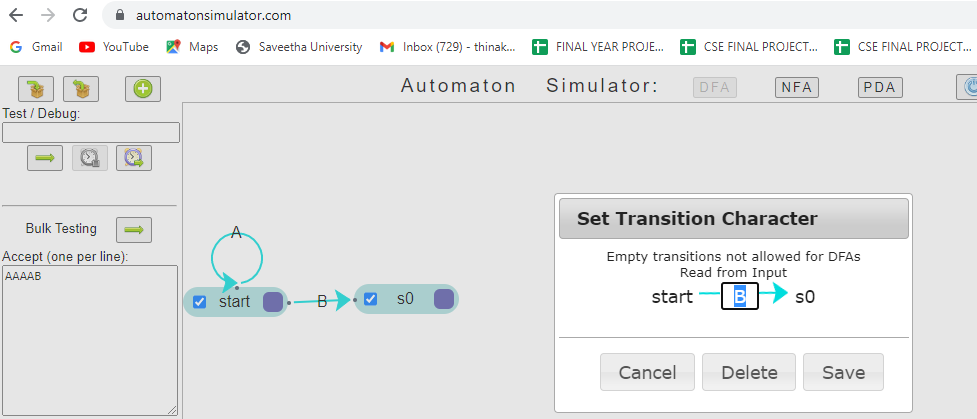 automatonsimulator.com
Gmail YouTube Maps Saveetha University Inbox (729) - thinak... FINAL YEAR PROJE... CSE FINAL PROJECT... CSE FINAL PROJECT...
Automaton Simulator: DFA NFA PDA
Test / Debug:
Bulk Testing
Accept (one per line):
AAAAB
A
start B s0
Set Transition Character
Empty transitions not allowed for DFAs
Read from Input
start B s0
Cancel Delete Save